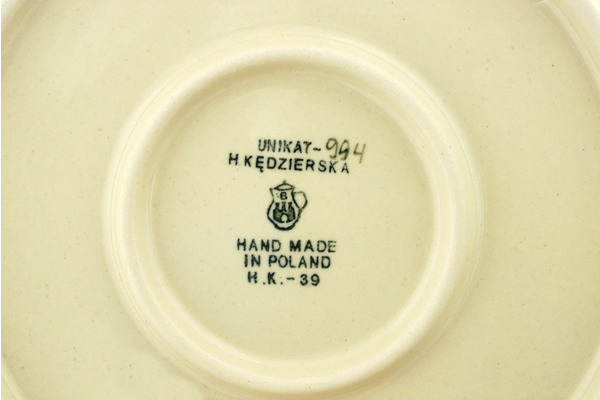 UNIKAT-994
H.KĘDZIERSKA
B
HAND MADE
IN POLAND
H.K.-39